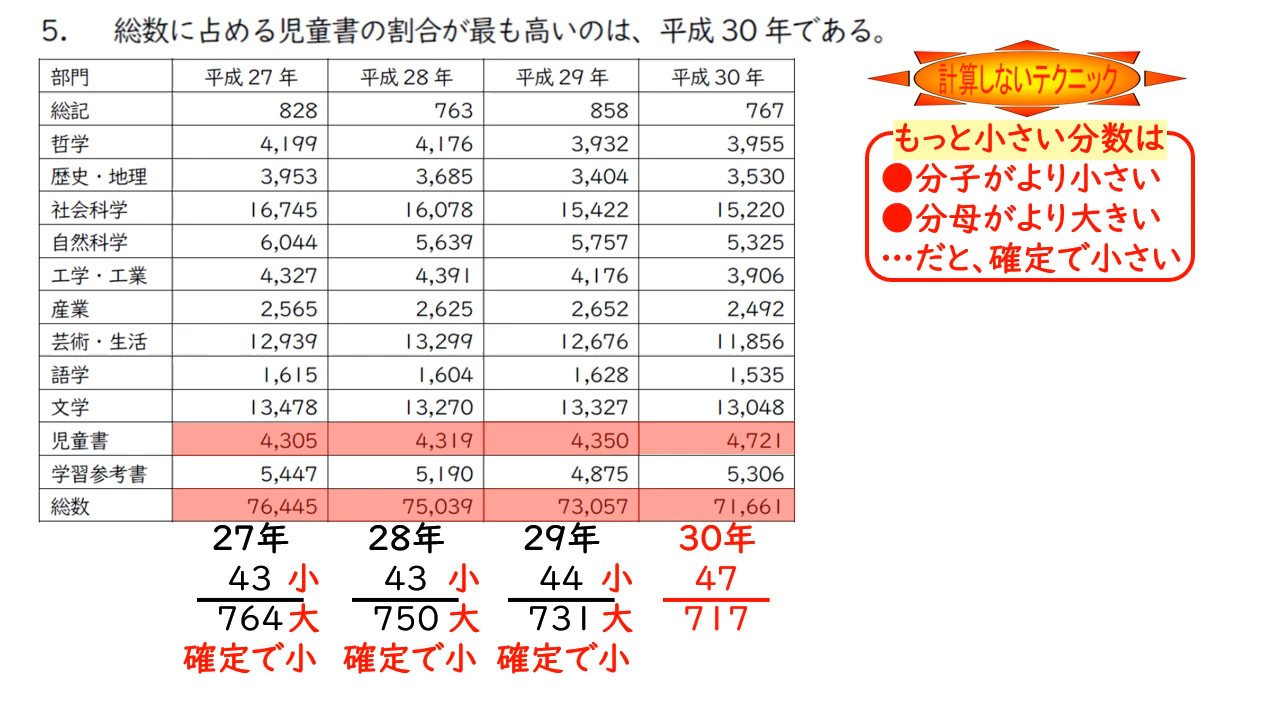 5. 総数に占める児童書の割合が最も高いのは、平成 30 年である。
計算しないテクニック
もっと小さい分数は
●分子がより小さい
●分母がより大きい
…だと、確定で小さい
部門 平成 27 年 平成 28 年 平成 29 年 平成 30 年
総記 828 763 858 767
哲学 4,199 4,176 3,932 3,955
歴史・地理 3,953 3,685 3,404 3,530
社会科学 16,745 16,078 15,422 15,220
自然科学 6,044 5,639 5,757 5,325
工学・工業 4,327 4,391 4,176 3,906
産業 2,565 2,625 2,652 2,492
芸術・生活 12,939 13,299 12,676 11,856
語学 1,615 1,604 1,628 1,535
文学 13,478 13,270 13,327 13,048
児童書 4,305 4,319 4,350 4,721
学習参考書 5,447 5,190 4,875 5,306
総数 76,445 75,039 73,057 71,661
27年 28年 29年 30年
43 小 43 小 44 小 47
764 大 750 大 731 大 717
確定で小 確定で小 確定で小